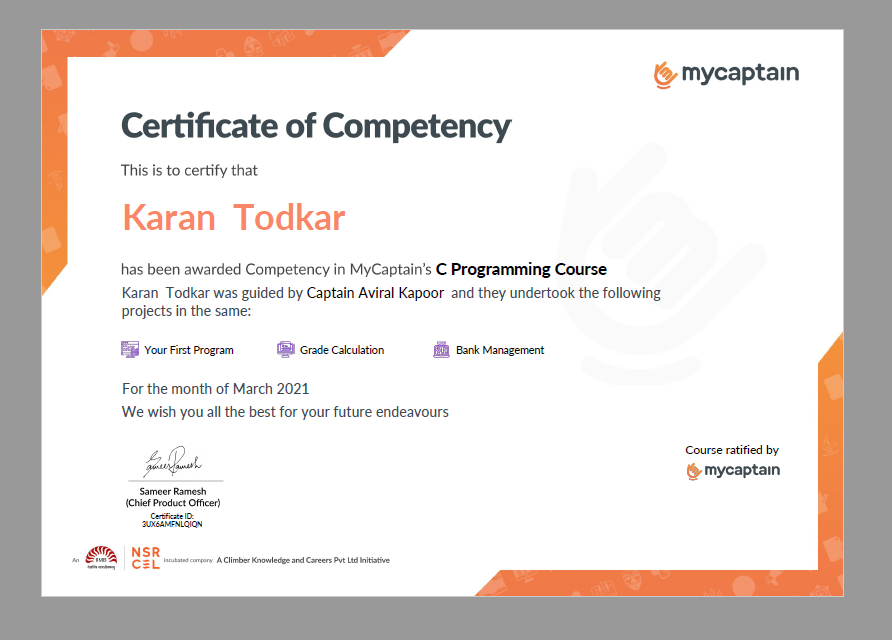 mycaptain
Certificate of Competency
This is to certify that
Karan Todkar
has been awarded Competency in MyCaptain's C Programming Course
Karan Todkar was guided by Captain Aviral Kapoor and they undertook the following
projects in the same:
Your First Program Grade Calculation Bank Management
For the month of March 2021
We wish you all the best for your future endeavours
Course ratified by
mycaptain
Sameer Ramesh
Sameer Ramesh
(Chief Product Officer)
Certificate ID:
3UX6AMFNLQIQN
An IIMB NSRCEL Incubated company A Climber Knowledge and Careers Pvt Ltd Initiative